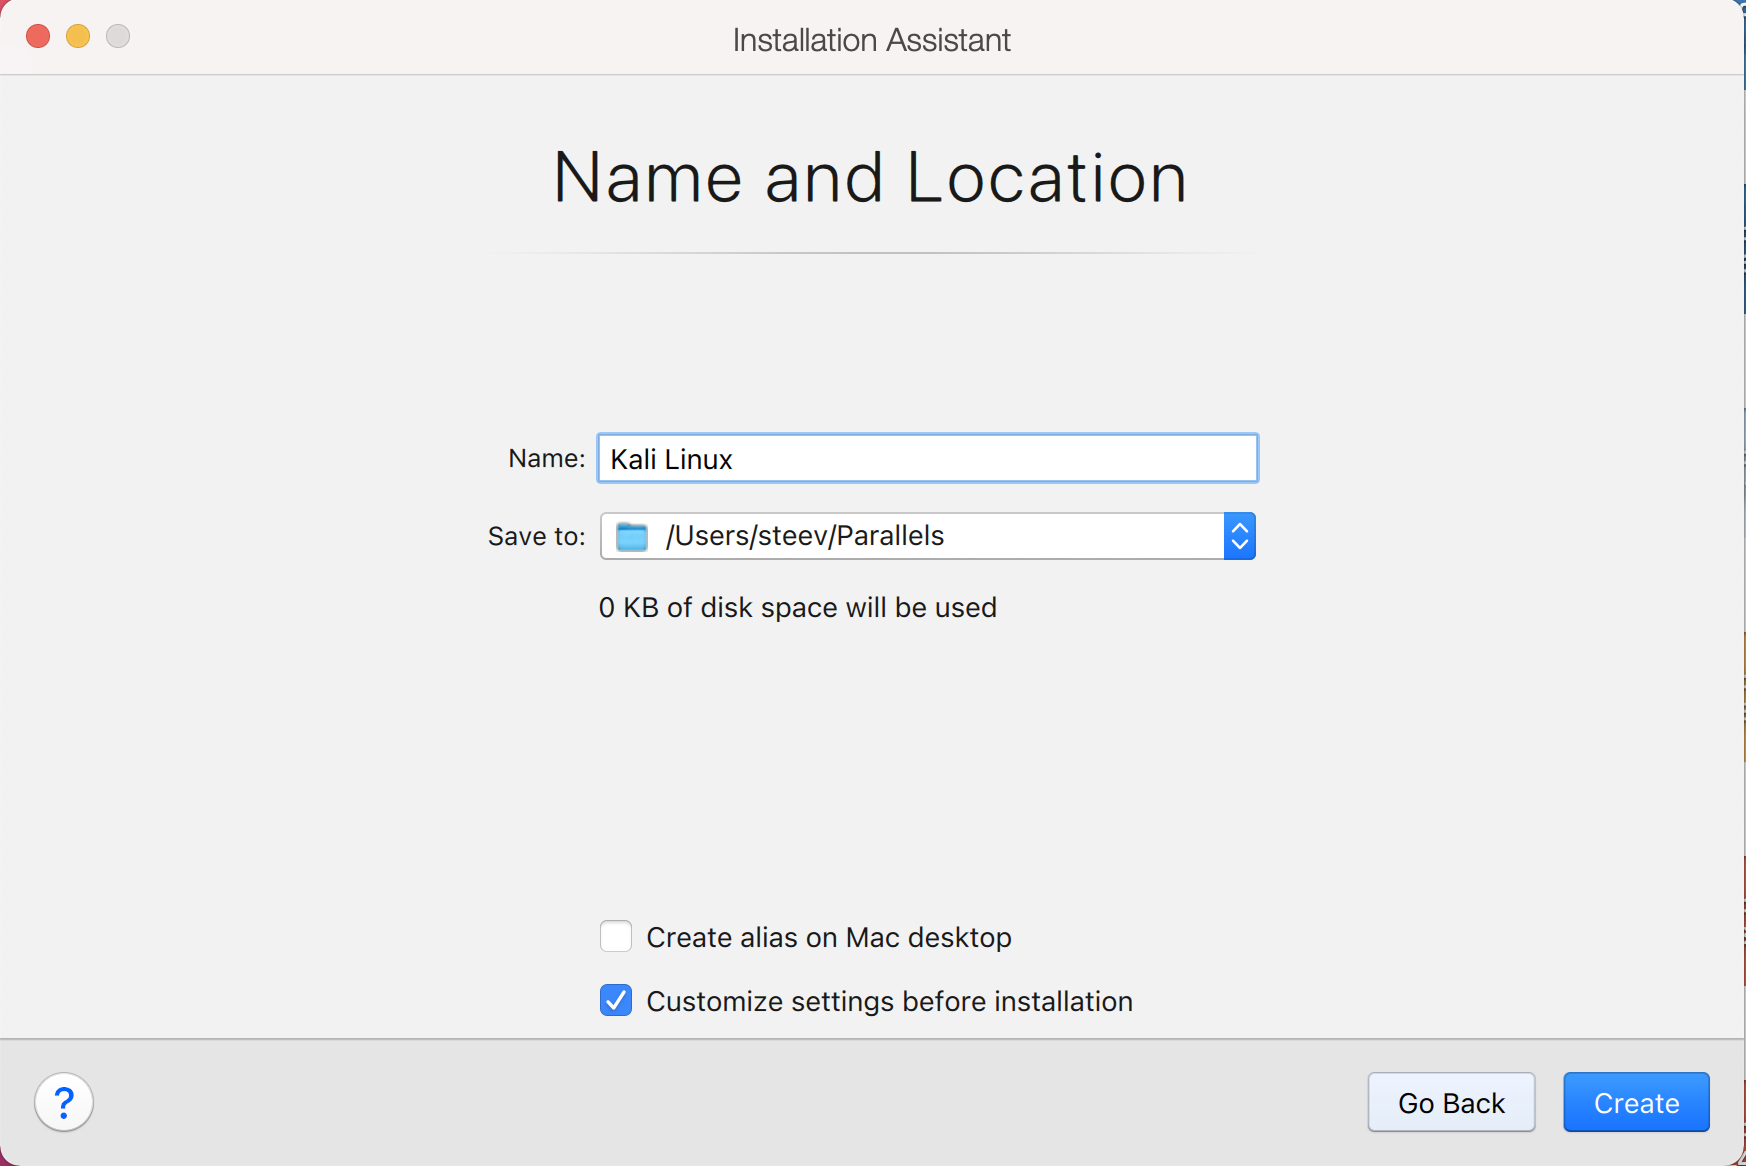 Installation Assistant
Name and Location
Name: Kali Linux
Save to: /Users/steev/Parallels
0 KB of disk space will be used
Create alias on Mac desktop
Customize settings before installation
? Go Back Create